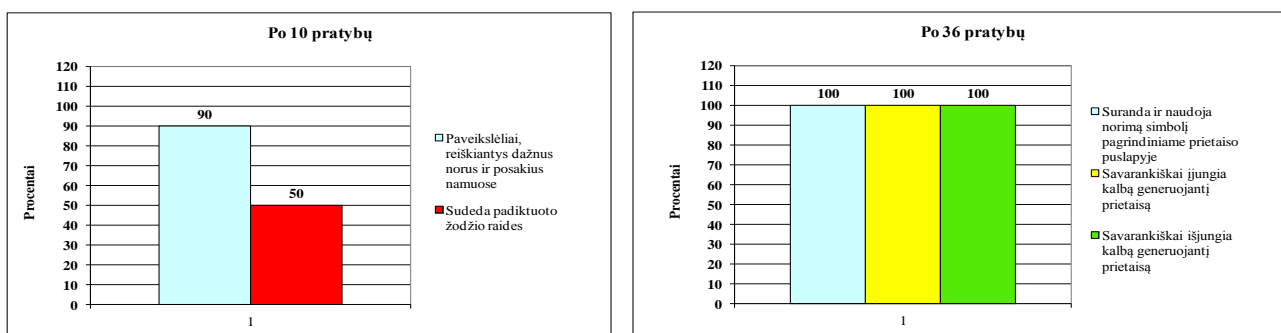 Po 10 pratybų
Procentai
120
110
100
90
80
70
60
50
40
30
20
10
0
90
50
1
Paveikslėliai,
reiškiantys dažnus
norus ir posakius
namuose
Sudeda padiktuoto
žodžio raides
Po 36 pratybų
Procentai
120
110
100
90
80
70
60
50
40
30
20
10
0
100
100
100
1
Suranda ir naudoja
norimą simbolį
pagrindiniame prietaiso
puslapyje
Savarankiškai įjungia
kalbą generuojantį
prietaisą
Savarankiškai išjungia
kalbą generuojantį
prietaisą